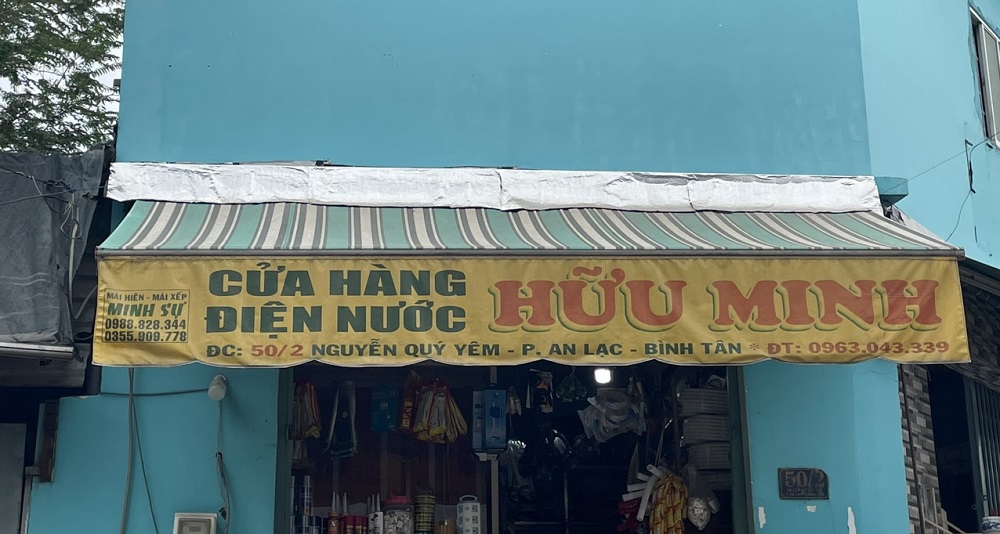 MÁI HIÊN - MÁI XẾP
MINH SỰ
0988.828.344
0355.909.778
CỬA HÀNG
ĐIỆN NƯỚC
HỮU MINH
ĐC: 50/2 NGUYỄN QUÝ YÊM - P. AN LẠC - BÌNH TÂN * ĐT: 0963.043.339
50/2